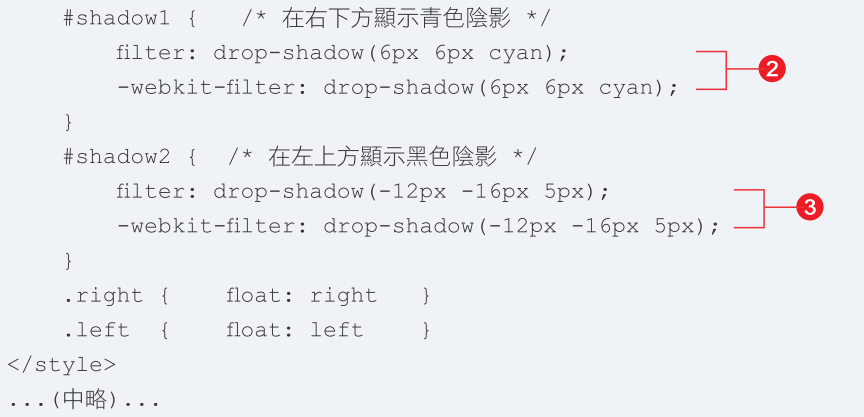 #shadow1 {   /* 在右下方顯示青色陰影 */
filter: drop-shadow(6px 6px cyan);
-webkit-filter: drop-shadow(6px 6px cyan);
2
}
#shadow2 {  /* 在左上方顯示黑色陰影 */
filter: drop-shadow(-12px -16px 5px);
-webkit-filter: drop-shadow(-12px -16px 5px);
3
}
.right {    float: right   }
.left  {    float: left    }
</style>
...(中略)...